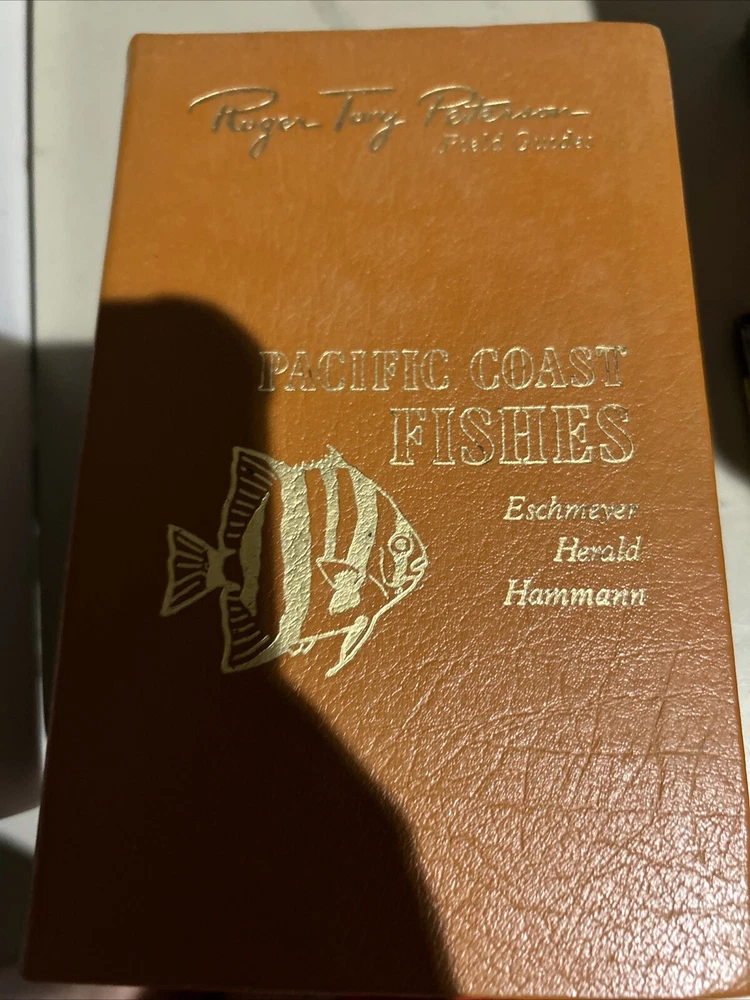 Roger Tory Peterson
Field Guides
PACIFIC COAST
FISHES
Eschmeyer
Herald
Hammann